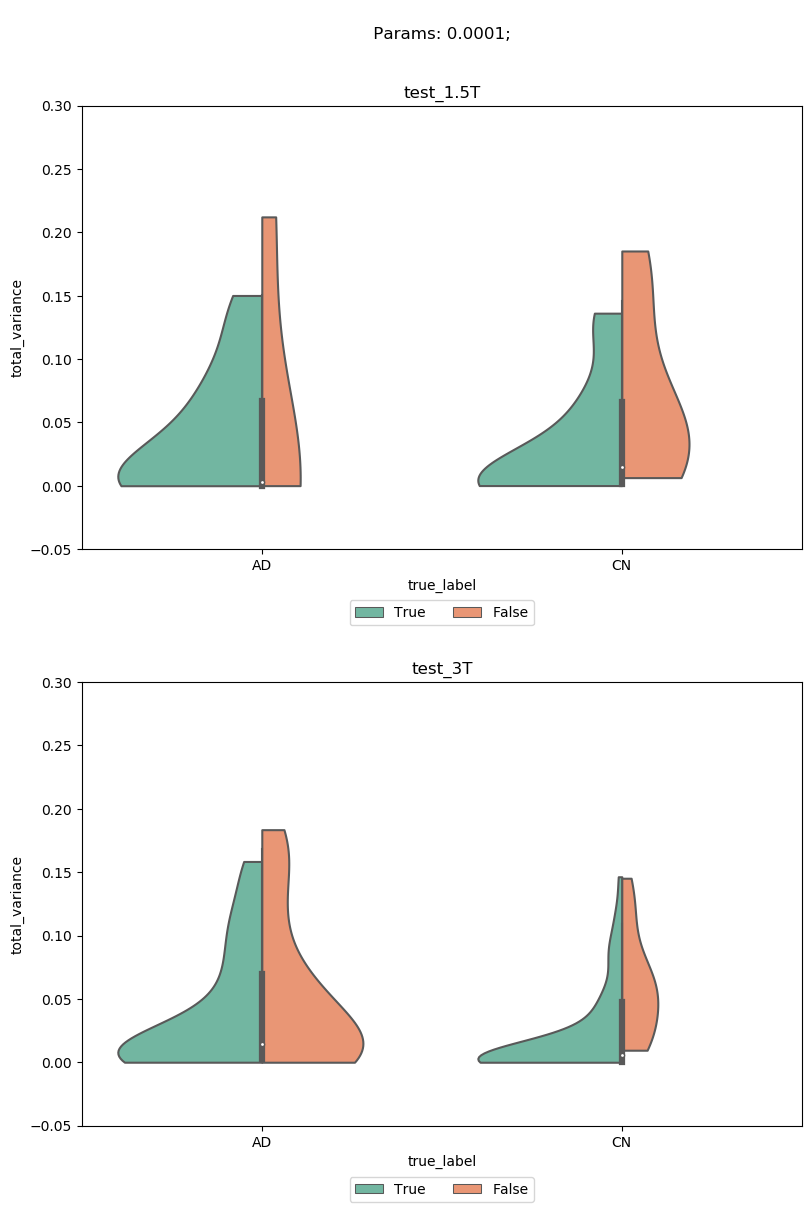 Params: 0.0001;
test_1.5T
0.30
0.25
0.20
0.15
0.10
0.05
0.00
−0.05
total_variance
AD CN
true_label
True False
test_3T
0.30
0.25
0.20
0.15
0.10
0.05
0.00
−0.05
total_variance
AD CN
true_label
True False